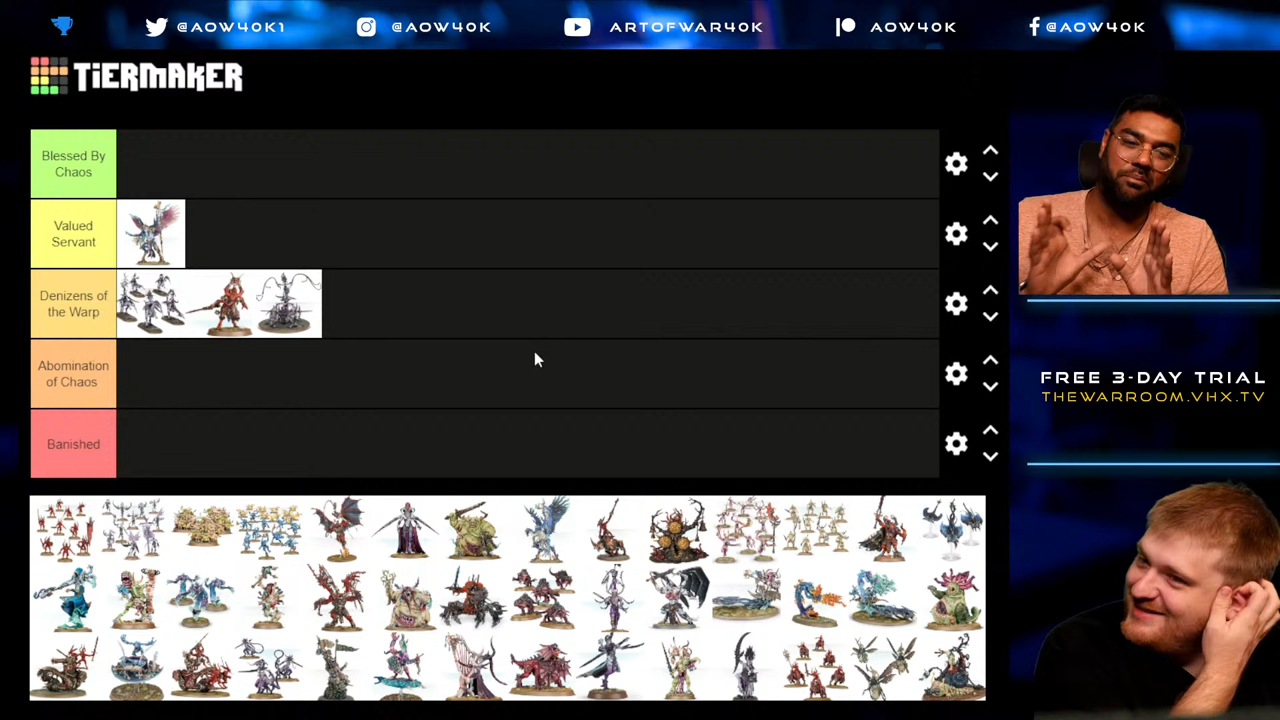 @AOW40K1
@AOW40K
ARTOFWAR40K
AOW40K
@AOW40K
TiERMAKER
Blessed By
Chaos
Valued
Servant
Denizens of
the Warp
Abomination
of Chaos
Banished
FREE 3-DAY TRIAL
THEWARROOM.VHX.TV